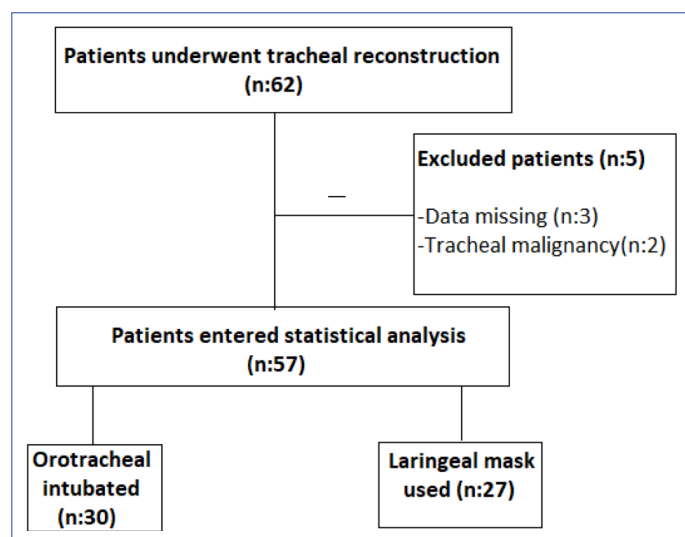 Patients underwent tracheal reconstruction
(n:62)
Excluded patients (n:5)
-Data missing (n:3)
-Tracheal malignancy(n:2)
Patients entered statistical analysis
(n:57)
Orotracheal
intubated
(n:30)
Laringeal mask
used (n:27)